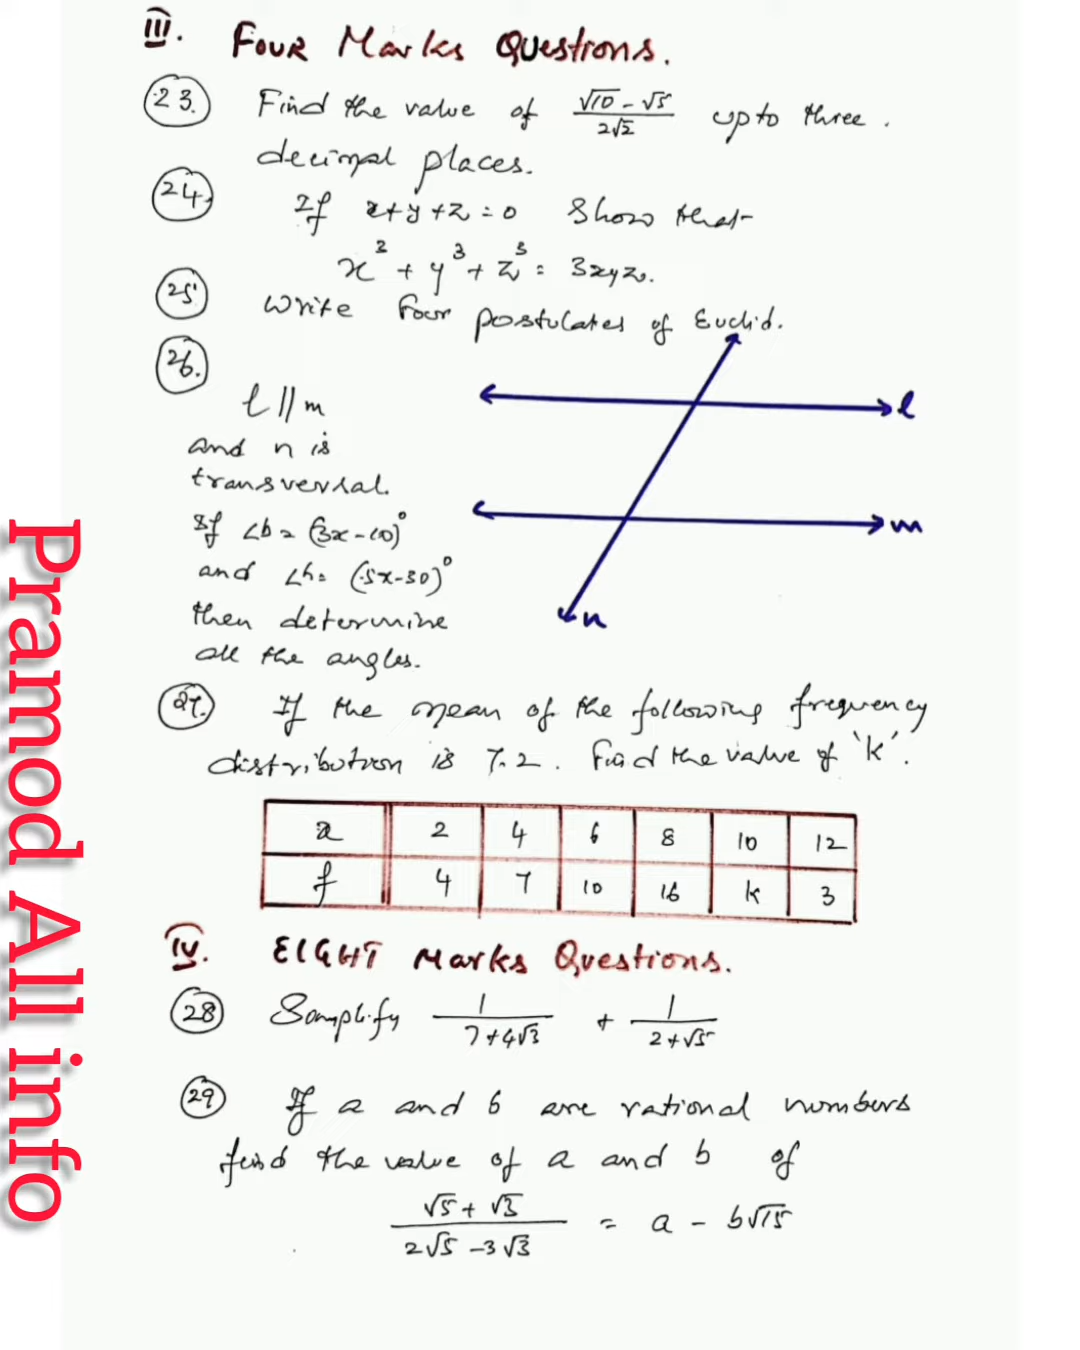 III. FOUR Marks Questions.
23. Find the value of (√10 - √5)/(2√2) upto three.
decimal places.
24. If x+y+z=0 Show that
x³ + y³ + z³ = 3xyz.
25 Write Four postulates of Euclid.
26.
l || m
and n is
transversal.
If ∠b = (3x-10)°
and ∠h = (5x-30)°
then determine
all the angles.
l
m
n
27. If the mean of the following frequency
distribution is 7.2. Find the value of 'k'.
x 2 4 6 8 10 12
f 4 7 10 16 k 3
IV. EIGHT Marks Questions.
28 Simplify 1/(7+4√3) + 1/(2+√5)
29 If a and b are rational numbers
find the value of a and b of
(√5 + √3)/(2√5 - 3√3) = a - b√15
Pramod All info